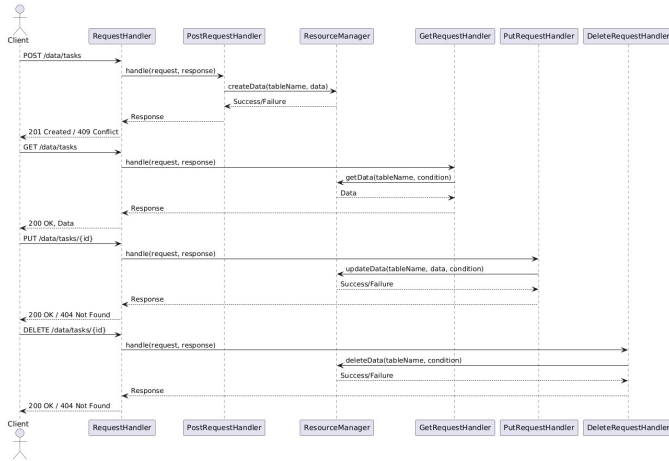 Client
RequestHandler
PostRequestHandler
ResourceManager
GetRequestHandler
PutRequestHandler
DeleteRequestHandler
POST /data/tasks
handle(request, response)
createData(tableName, data)
Success/Failure
Response
201 Created / 409 Conflict
GET /data/tasks
handle(request, response)
getData(tableName, condition)
Data
Response
200 OK, Data
PUT /data/tasks/{id}
handle(request, response)
updateData(tableName, data, condition)
Success/Failure
Response
200 OK / 404 Not Found
DELETE /data/tasks/{id}
handle(request, response)
deleteData(tableName, condition)
Success/Failure
Response
200 OK / 404 Not Found
Client
RequestHandler
PostRequestHandler
ResourceManager
GetRequestHandler
PutRequestHandler
DeleteRequestHandler